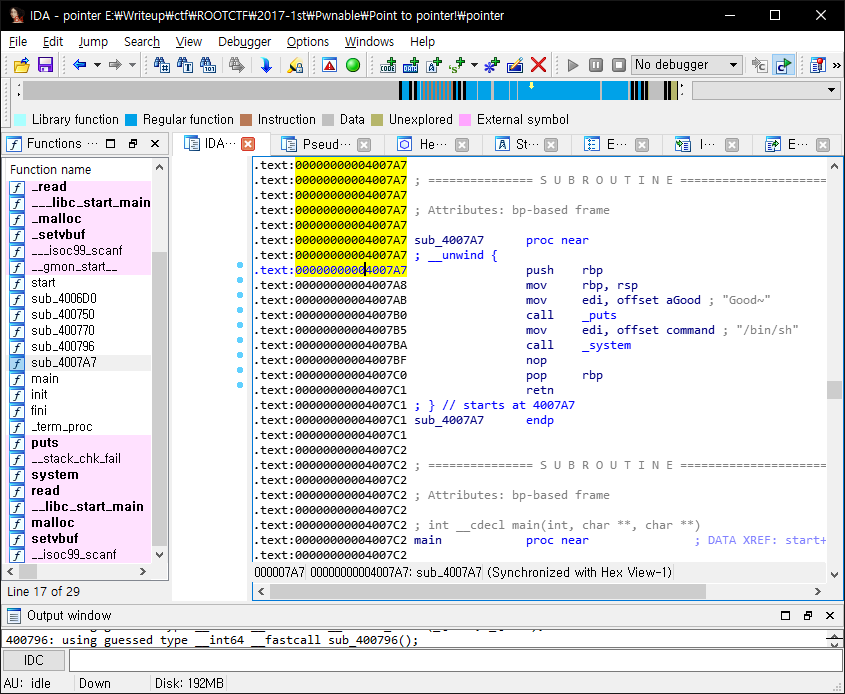 IDA - pointer E:₩Writeup₩ctf₩ROOTCTF₩2017-1st₩Pwnable₩Point to pointer!₩pointer
File Edit Jump Search View Debugger Options Windows Help
No debugger
Library function Regular function Instruction Data Unexplored External symbol
Functions ···
IDA··· Pseud··· He··· St··· E··· I··· E···
Function name
_read
___libc_start_main
_malloc
_setvbuf
___isoc99_scanf
__gmon_start__
start
sub_4006D0
sub_400750
sub_400770
sub_400796
sub_4007A7
main
init
fini
_term_proc
puts
__stack_chk_fail
system
read
__libc_start_main
malloc
setvbuf
__isoc99_scanf
Line 17 of 29
.text:00000000004007A7
.text:00000000004007A7 ; =============== S U B R O U T I N E =====================
.text:00000000004007A7
.text:00000000004007A7 ; Attributes: bp-based frame
.text:00000000004007A7
.text:00000000004007A7 sub_4007A7 proc near
.text:00000000004007A7 ; __unwind {
.text:00000000004007A7 push rbp
.text:00000000004007A8 mov rbp, rsp
.text:00000000004007AB mov edi, offset aGood ; "Good~"
.text:00000000004007B0 call _puts
.text:00000000004007B5 mov edi, offset command ; "/bin/sh"
.text:00000000004007BA call _system
.text:00000000004007BF nop
.text:00000000004007C0 pop rbp
.text:00000000004007C1 retn
.text:00000000004007C1 ; } // starts at 4007A7
.text:00000000004007C1 sub_4007A7 endp
.text:00000000004007C1
.text:00000000004007C2
.text:00000000004007C2 ; =============== S U B R O U T I N E =====================
.text:00000000004007C2
.text:00000000004007C2 ; Attributes: bp-based frame
.text:00000000004007C2
.text:00000000004007C2 ; int __cdecl main(int, char **, char **)
.text:00000000004007C2 main proc near ; DATA XREF: start+
.text:00000000004007C2
000007A7 00000000004007A7: sub_4007A7 (Synchronized with Hex View-1)
Output window
400796: using guessed type __int64 __fastcall sub_400796();
IDC
AU: idle Down Disk: 192MB